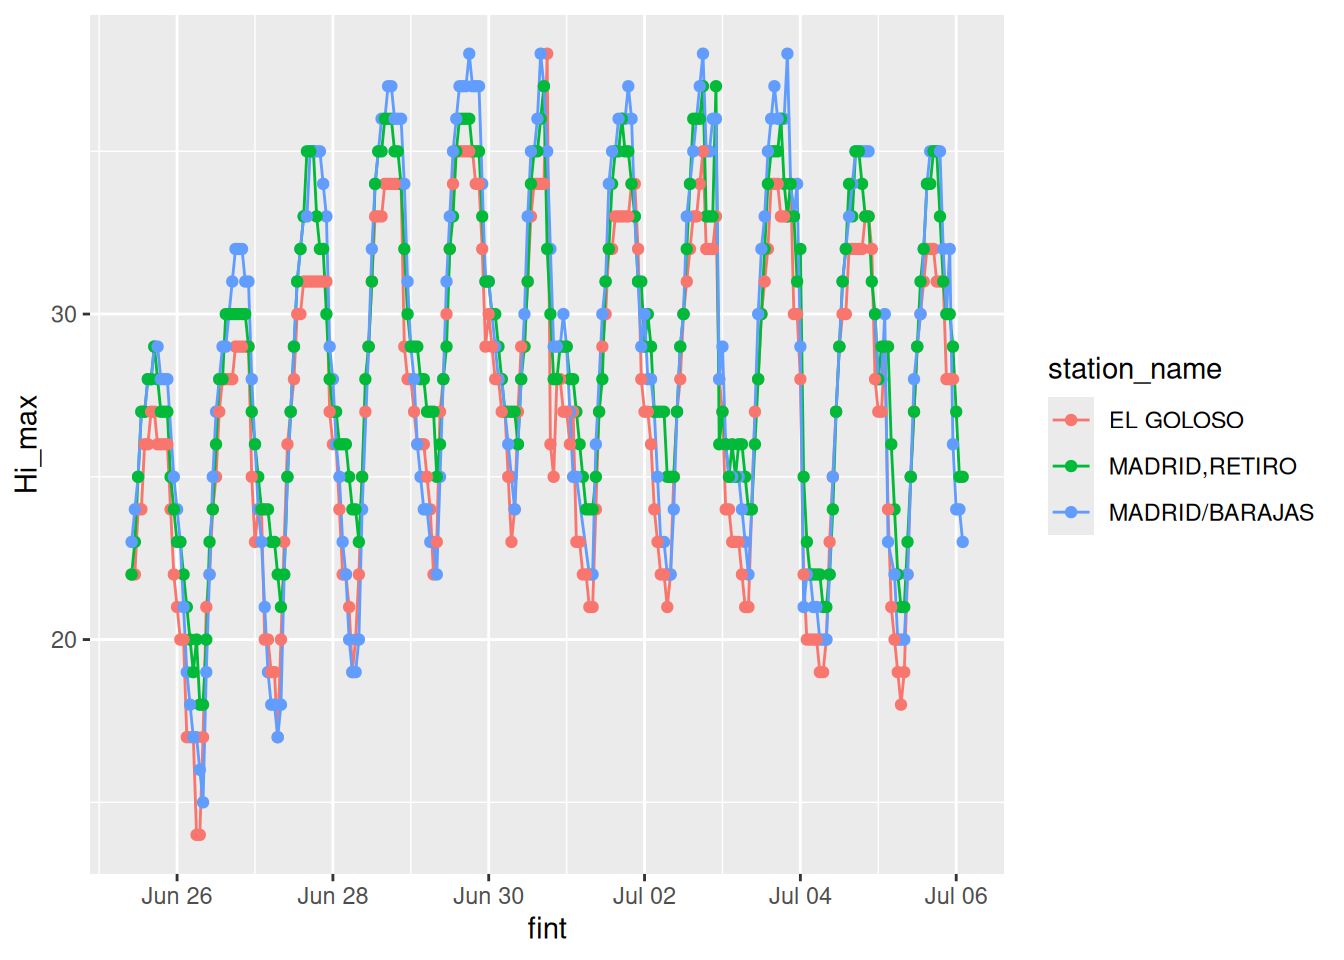 Hi_max
30
20
Jun 26
Jun 28
Jun 30
Jul 02
Jul 04
Jul 06
fint
station_name
EL GOLOSO
MADRID,RETIRO
MADRID/BARAJAS